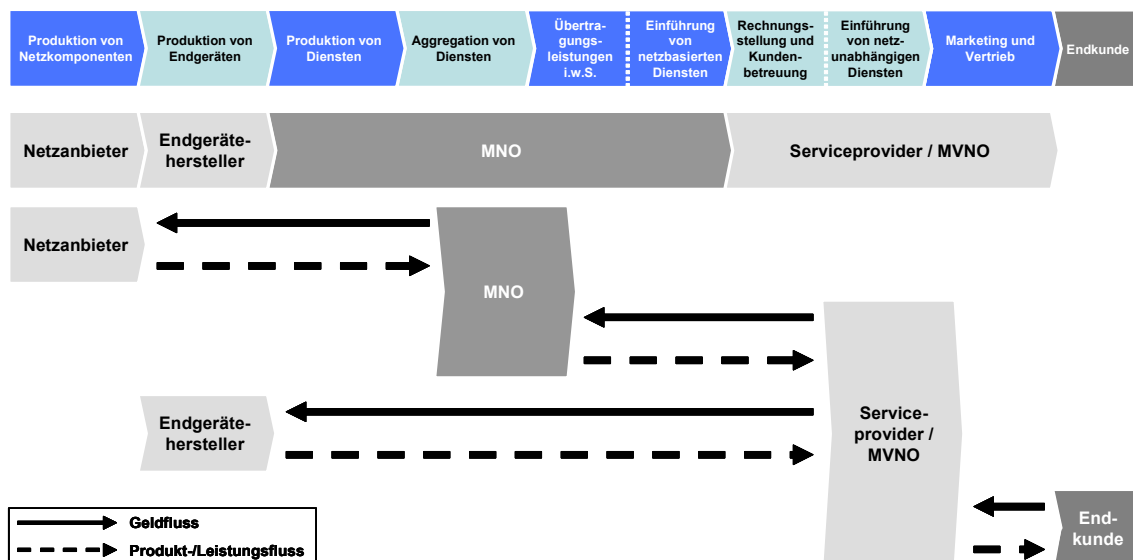 Produktion von
Netzkomponenten
Produktion von
Endgeräten
Produktion von
Diensten
Aggregation von
Diensten
Übertra-
gungs-
leistungen
i.w.S.
Einführung
von
netzbasierten
Diensten
Rechnungs-
stellung und
Kunden-
betreuung
Einführung
von netz-
unabhängigen
Diensten
Marketing und
Vertrieb
Endkunde
Netzanbieter
Endgeräte-
hersteller
MNO
Serviceprovider / MVNO
Netzanbieter
MNO
Endgeräte-
hersteller
Service-
provider /
MVNO
End-
kunde
Geldfluss
Produkt-/Leistungsfluss